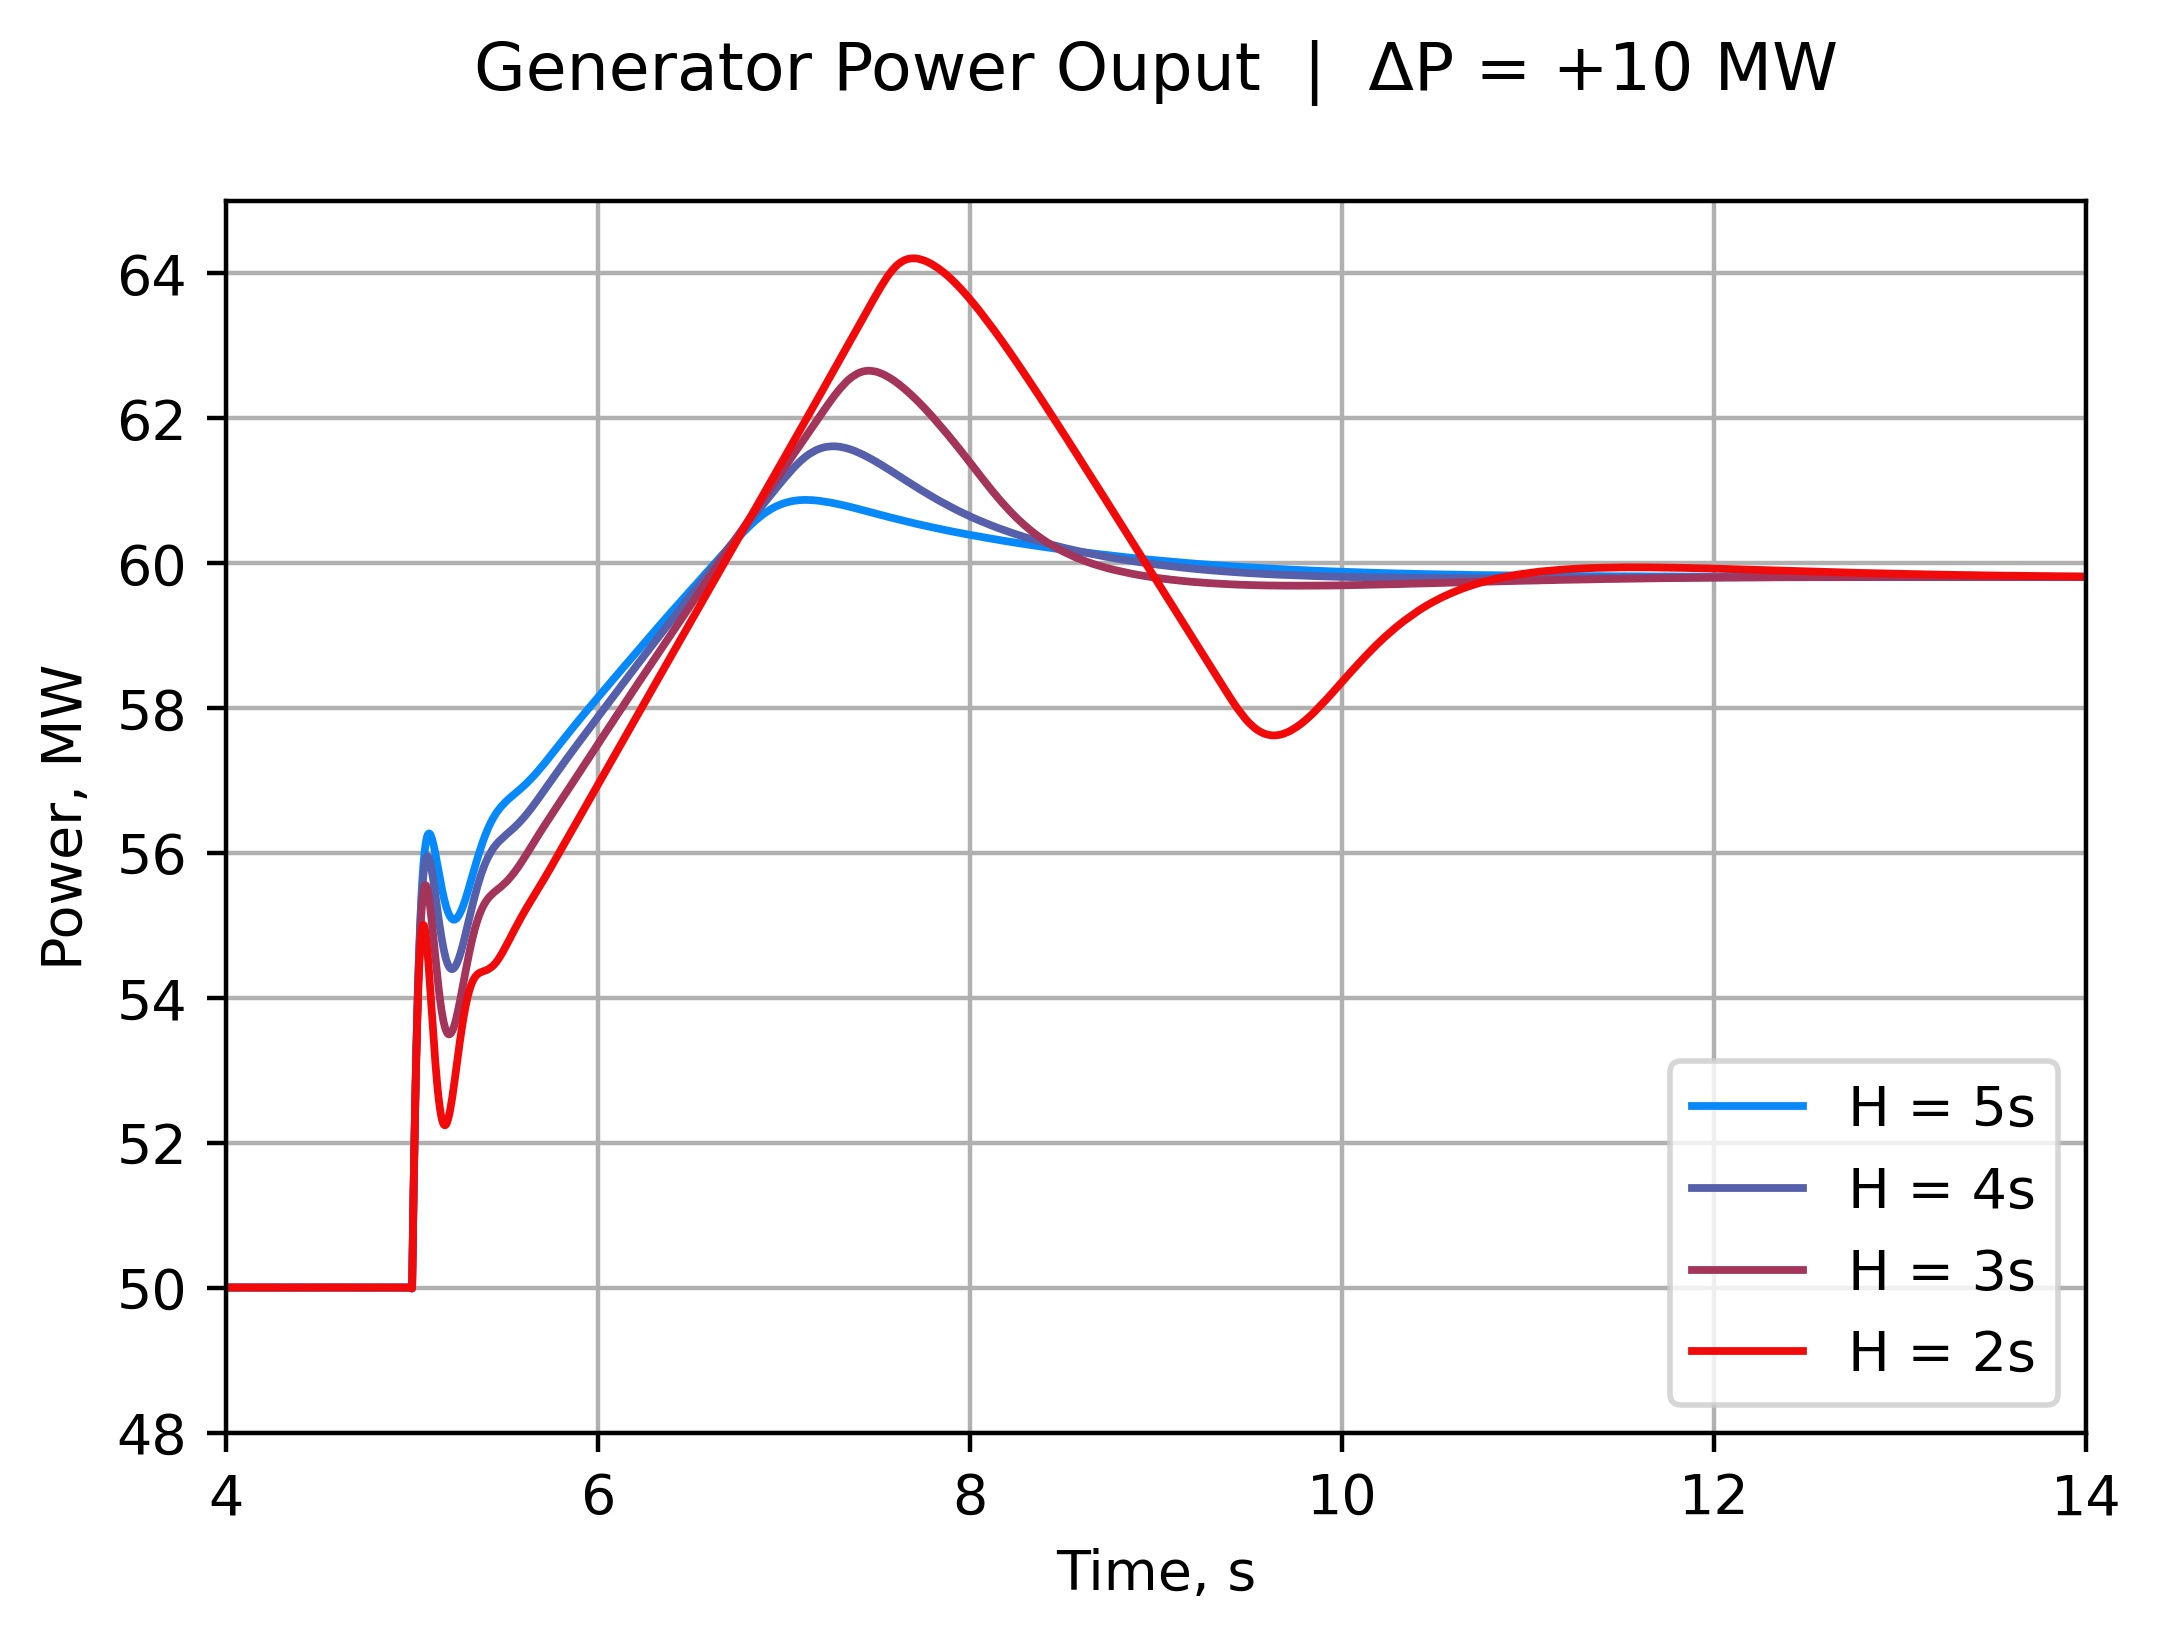 Generator Power Ouput | ΔP = +10 MW
64
62
60
58
56
54
52
50
48
Power, MW
4 6 8 10 12 14
Time, s
H = 5s
H = 4s
H = 3s
H = 2s